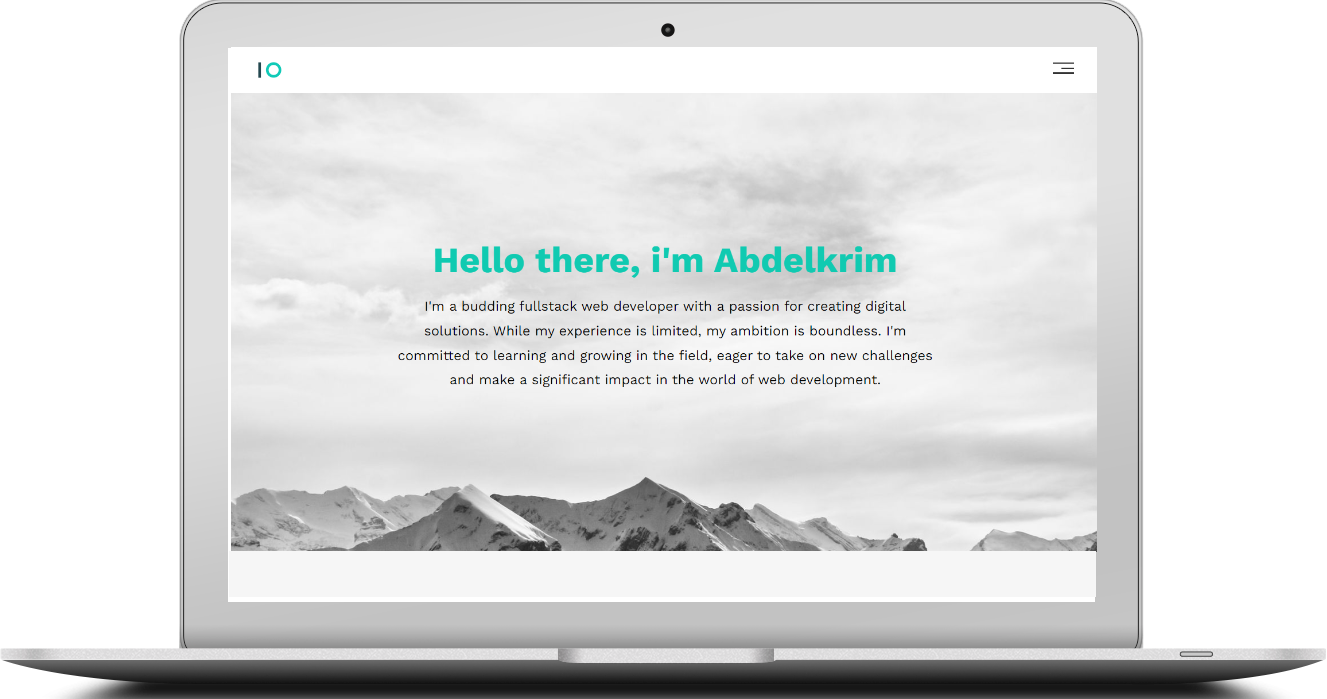 IO
Hello there, i'm Abdelkrim
I'm a budding fullstack web developer with a passion for creating digital
solutions. While my experience is limited, my ambition is boundless. I'm
committed to learning and growing in the field, eager to take on new challenges
and make a significant impact in the world of web development.